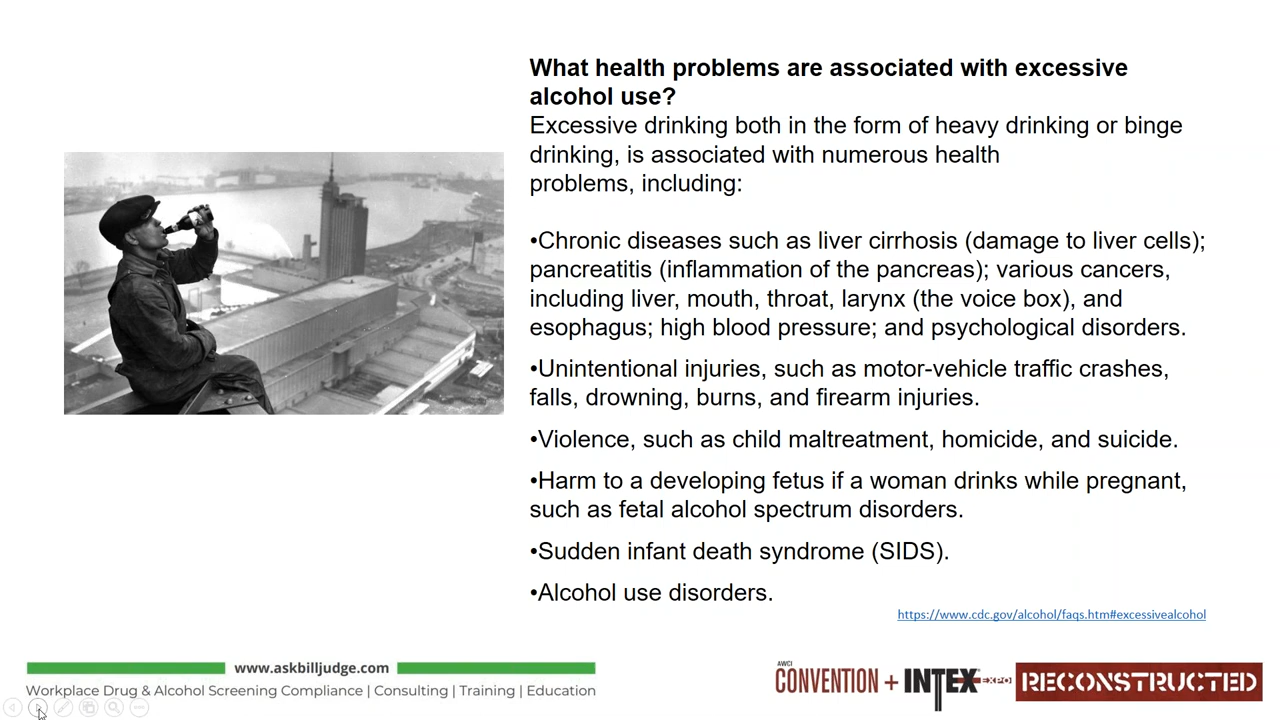 What health problems are associated with excessive
alcohol use?
Excessive drinking both in the form of heavy drinking or binge
drinking, is associated with numerous health
problems, including:
•Chronic diseases such as liver cirrhosis (damage to liver cells);
pancreatitis (inflammation of the pancreas); various cancers,
including liver, mouth, throat, larynx (the voice box), and
esophagus; high blood pressure; and psychological disorders.
•Unintentional injuries, such as motor-vehicle traffic crashes,
falls, drowning, burns, and firearm injuries.
•Violence, such as child maltreatment, homicide, and suicide.
•Harm to a developing fetus if a woman drinks while pregnant,
such as fetal alcohol spectrum disorders.
•Sudden infant death syndrome (SIDS).
•Alcohol use disorders.
https://www.cdc.gov/alcohol/faqs.htm#excessivealcohol
www.askbilljudge.com
Workplace Drug & Alcohol Screening Compliance | Consulting | Training | Education
AWCI
CONVENTION + INTEX EXPO RECONSTRUCTED